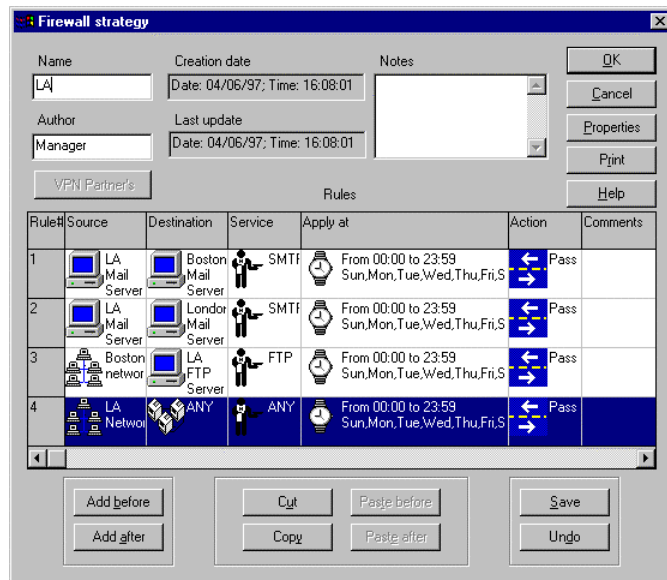 Firewall strategy
Name
Creation date
Notes
OK
LA
Date: 04/06/97; Time: 16:08:01
Cancel
Author
Last update
Properties
Manager
Date: 04/06/97; Time: 16:08:01
Print
VPN Partner's
Rules
Help
Rule# Source Destination Service Apply at Action Comments
1 LA Mail Server Boston Mail Server SMTP From 00:00 to 23:59 Pass
Sun,Mon,Tue,Wed,Thu,Fri,S
2 LA Mail Server London Mail Server SMTP From 00:00 to 23:59 Pass
Sun,Mon,Tue,Wed,Thu,Fri,S
3 Boston networ LA FTP Server FTP From 00:00 to 23:59 Pass
Sun,Mon,Tue,Wed,Thu,Fri,S
4 LA Networ ANY ANY From 00:00 to 23:59 Pass
Sun,Mon,Tue,Wed,Thu,Fri,S
Add before
Cut
Paste before
Save
Add after
Copy
Paste after
Undo